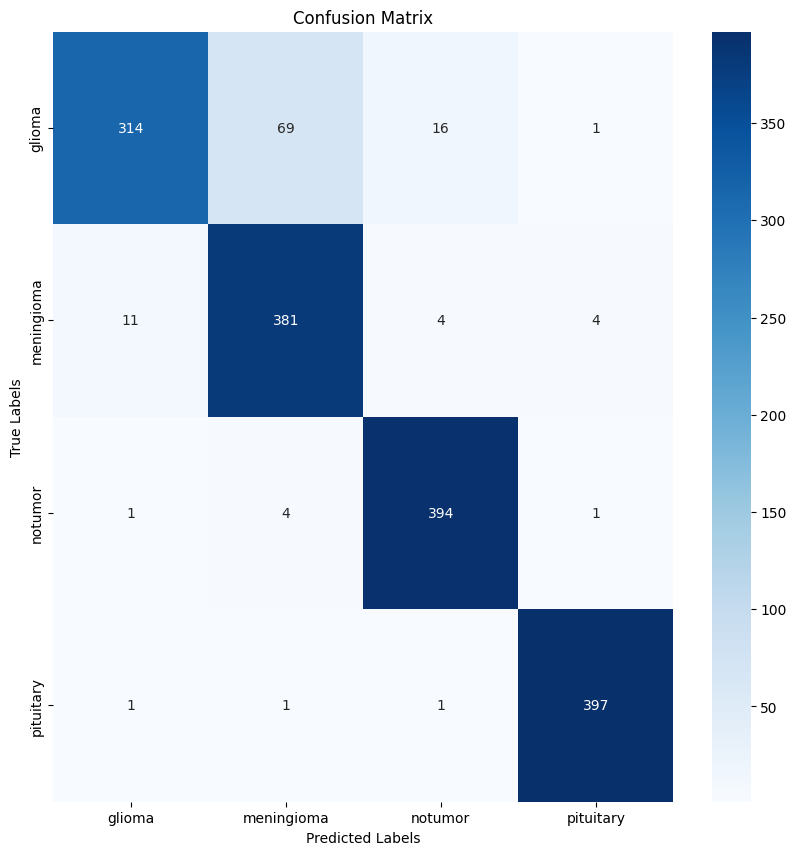 Confusion Matrix
True Labels
glioma
314 69 16 1
meningioma
11 381 4 4
notumor
1 4 394 1
pituitary
1 1 1 397
glioma meningioma notumor pituitary
Predicted Labels
350
300
250
200
150
100
50